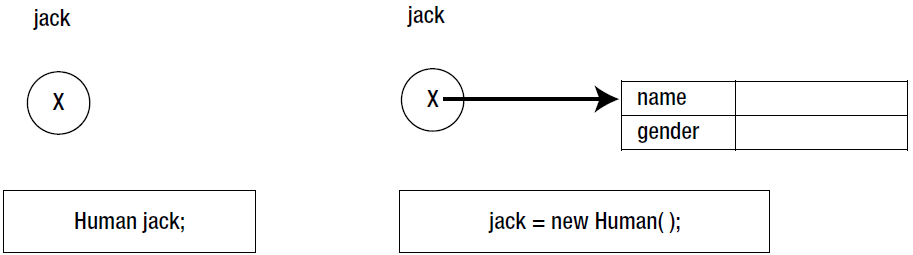 jack
X
Human jack;
jack
X
name
gender
jack = new Human( );